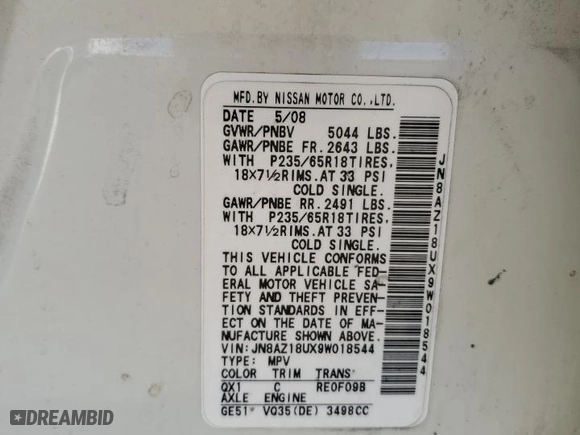 MFD.BY NISSAN MOTOR CO.,LTD.
DATE 5/08
GVWR/PNBV 5044 LBS.
GAWR/PNBE FR. 2643 LBS.
WITH P235/65R18TIRES,
18X7½RIMS.AT 33 PSI
COLD SINGLE.
GAWR/PNBE RR. 2491 LBS.
WITH P235/65R18TIRES,
18X7½RIMS.AT 33 PSI
COLD SINGLE.
THIS VEHICLE CONFORMS
TO ALL APPLICABLE FED-
ERAL MOTOR VEHICLE SA-
FETY AND THEFT PREVEN-
TION STANDARDS IN EFF-
ECT ON THE DATE OF MA-
NUFACTURE SHOWN ABOVE.
VIN: JN8AZ18UX9W018544
TYPE: MPV
COLOR TRIM TRANS
QX1 C RE0F09B
AXLE ENGINE
GE51* VQ35(DE) 3498CC
JN8AZ18UX9W018544
DREAMBID